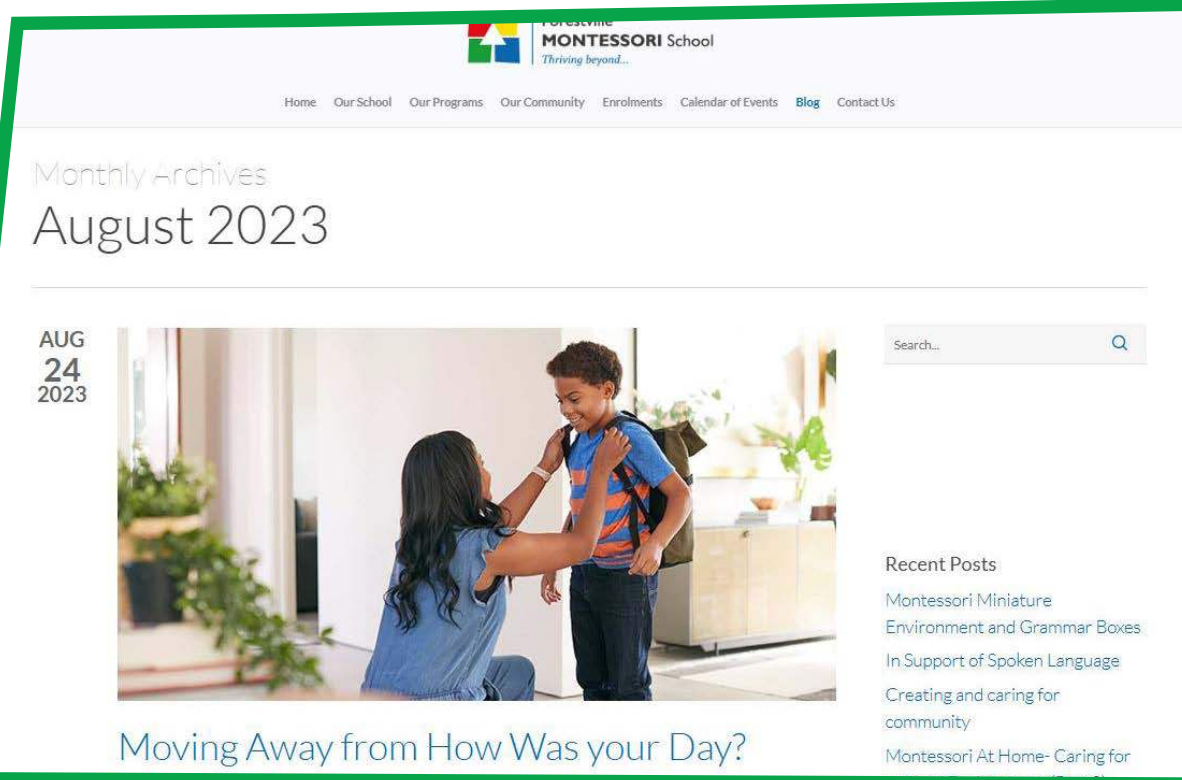 Forestville
MONTESSORI School
Thriving beyond...
Home Our School Our Programs Our Community Enrolments Calendar of Events Blog Contact Us
Monthly Archives
August 2023
AUG
24
2023
Moving Away from How Was your Day?
Search...
Recent Posts
Montessori Miniature
Environment and Grammar Boxes
In Support of Spoken Language
Creating and caring for
community
Montessori At Home- Caring for